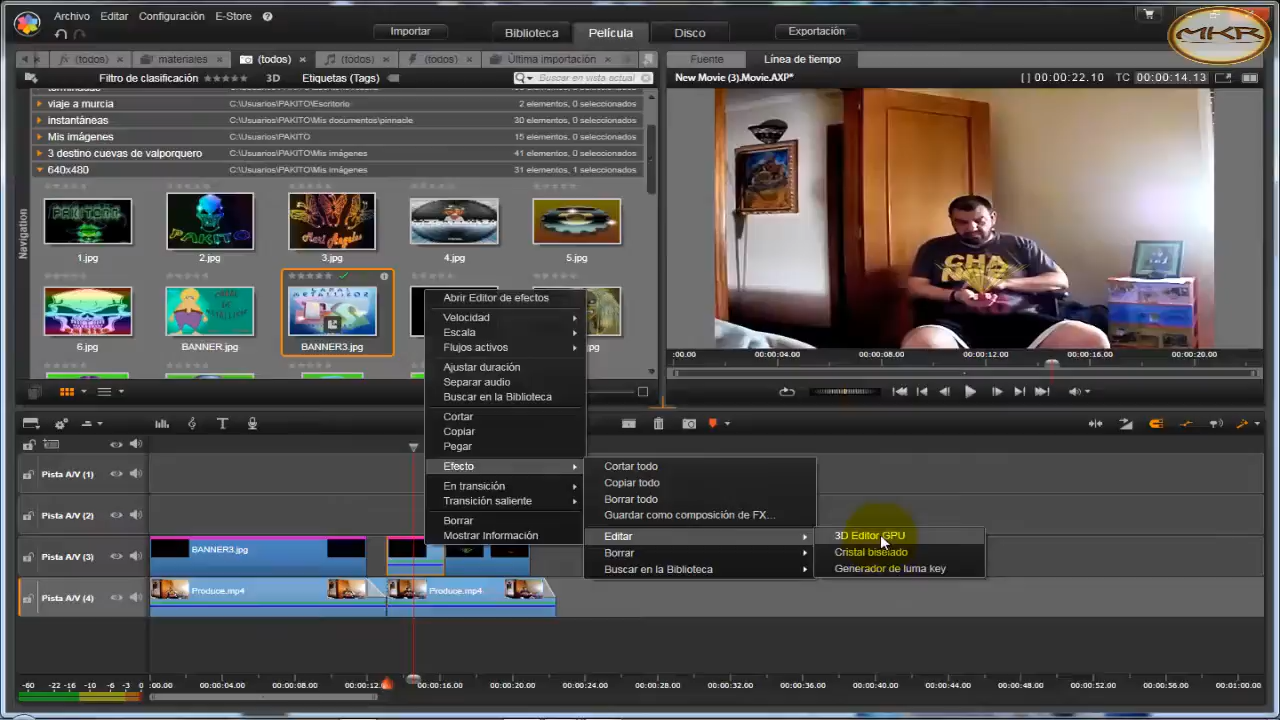 Archivo Editar Configuración E-Store ?
Importar
Biblioteca Película Disco
Exportación
MKR
(todos) × materiales × (todos) × (todos) × (todos) × Última importación ×
Fuente Línea de tiempo
Filtro de clasificación 3D Etiquetas (Tags) Buscar en vista actual
New Movie (3).Movie.AXP* [ ] 00:00:22.10 TC 00:00:14.13
viaje a murcia C:\Usuarios\PAKITO\Escritorio 2 elementos, 0 seleccionados
instantáneas C:\Usuarios\PAKITO\Mis documentos\pinnacle 30 elementos, 0 seleccionados
Mis imágenes C:\Usuarios\PAKITO 15 elementos, 0 seleccionados
3 destino cuevas de valporquero C:\Usuarios\PAKITO\Mis imágenes 41 elementos, 0 seleccionados
640x480 C:\Usuarios\PAKITO\Mis imágenes 31 elementos, 1 seleccionados
Navigation
1.jpg 2.jpg 3.jpg 4.jpg 5.jpg
6.jpg BANNER.jpg BANNER3.jpg
Abrir Editor de efectos
Velocidad
Escala
Flujos activos
Ajustar duración
Separar audio
Buscar en la Biblioteca
Cortar
Copiar
Pegar
Efecto
En transición
Transición saliente
Borrar
Mostrar Información
Cortar todo
Copiar todo
Borrar todo
Guardar como composición de FX...
Editar
Borrar
Buscar en la Biblioteca
3D Editor GPU
Cristal biselado
Generador de luma key
:00.00 00:00:04.00 00:00:08.00 00:00:12.00 00:00:16.00 00:00:20.00
Pista A/V (1)
Pista A/V (2)
Pista A/V (3) BANNER3.jpg
Pista A/V (4) Produce.mp4 Produce.mp4
-60 -22 -16 -10 -6 -3 0
:00.00 00:00:04.00 00:00:08.00 00:00:12.0 00:00:16.00 00:00:20.00 00:00:24.00 00:00:28.00 00:00:32.00 00:00:36.00 00:00:40.00 00:00:44.00 00:00:48.00 00:00:52.00 00:00:56.00 00:01:00.00